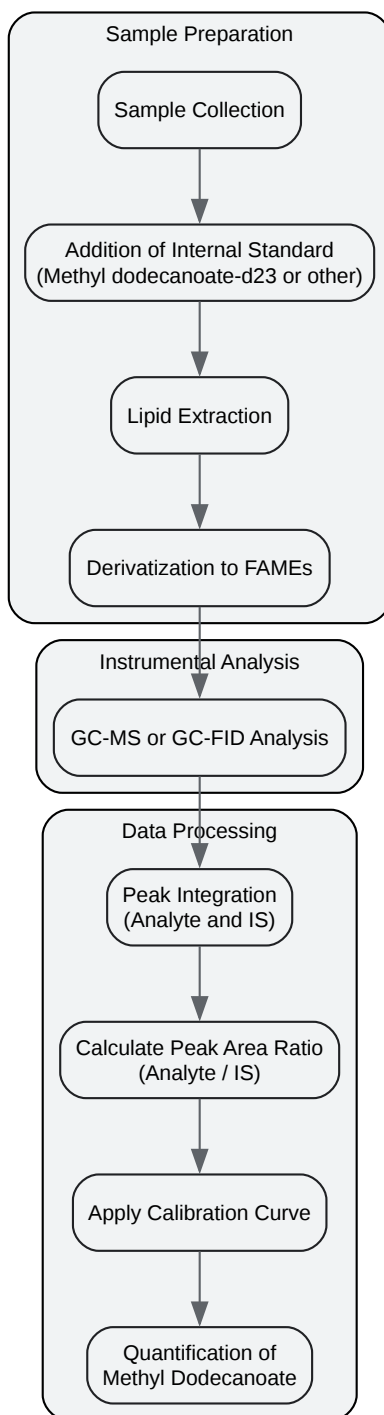 Sample Preparation
Sample Collection
Addition of Internal Standard
(Methyl dodecanoate-d23 or other)
Lipid Extraction
Derivatization to FAMEs
Instrumental Analysis
GC-MS or GC-FID Analysis
Data Processing
Peak Integration
(Analyte and IS)
Calculate Peak Area Ratio
(Analyte / IS)
Apply Calibration Curve
Quantification of
Methyl Dodecanoate